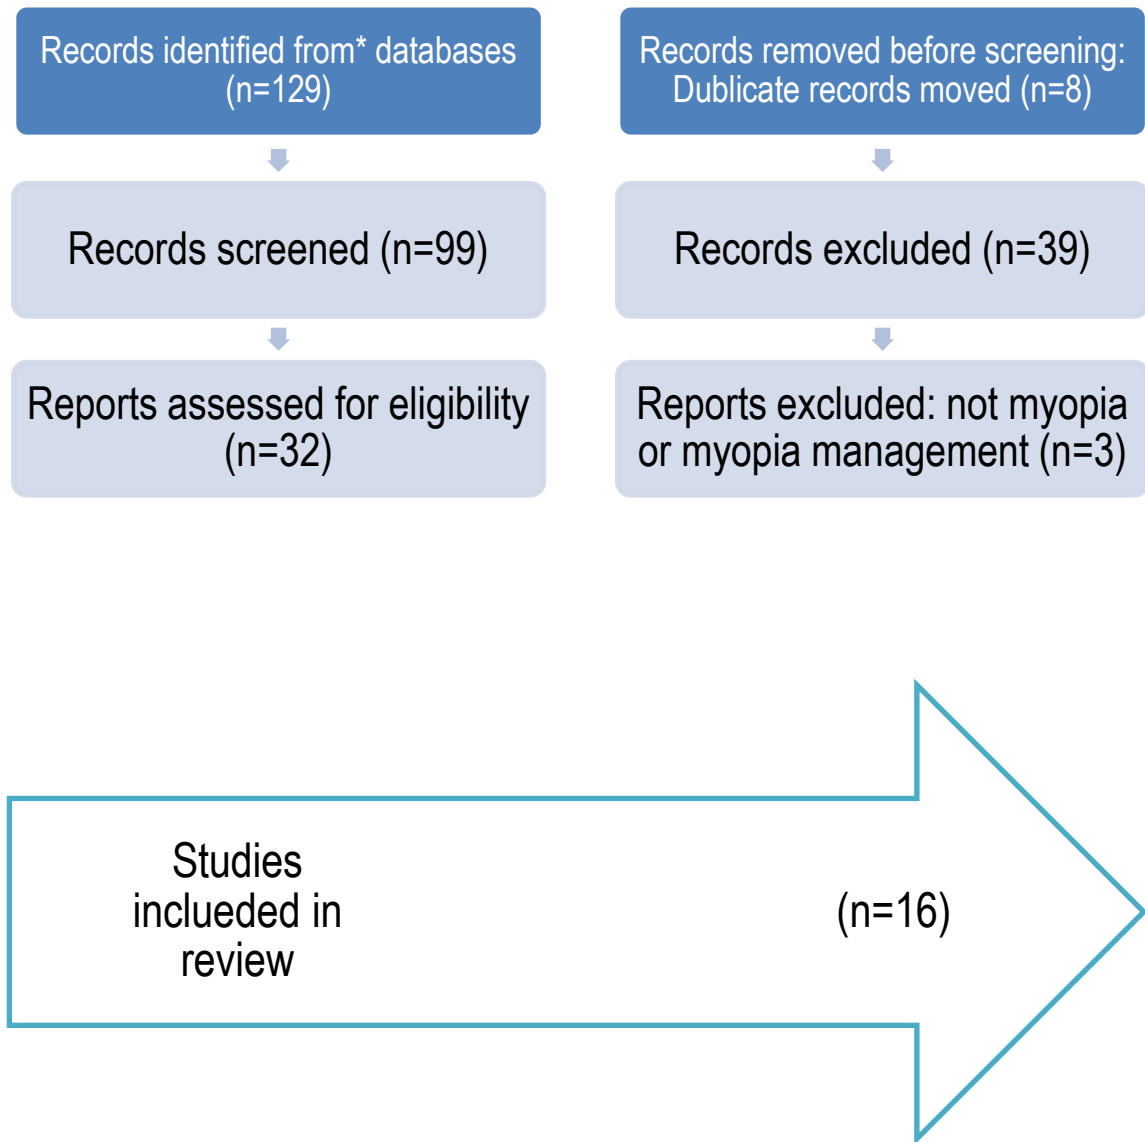 Records identified from* databases
(n=129)
Records removed before screening:
Dublicate records moved (n=8)
Records screened (n=99)
Records excluded (n=39)
Reports assessed for eligibility
(n=32)
Reports excluded: not myopia
or myopia management (n=3)
Studies
inclueded in
review
(n=16)